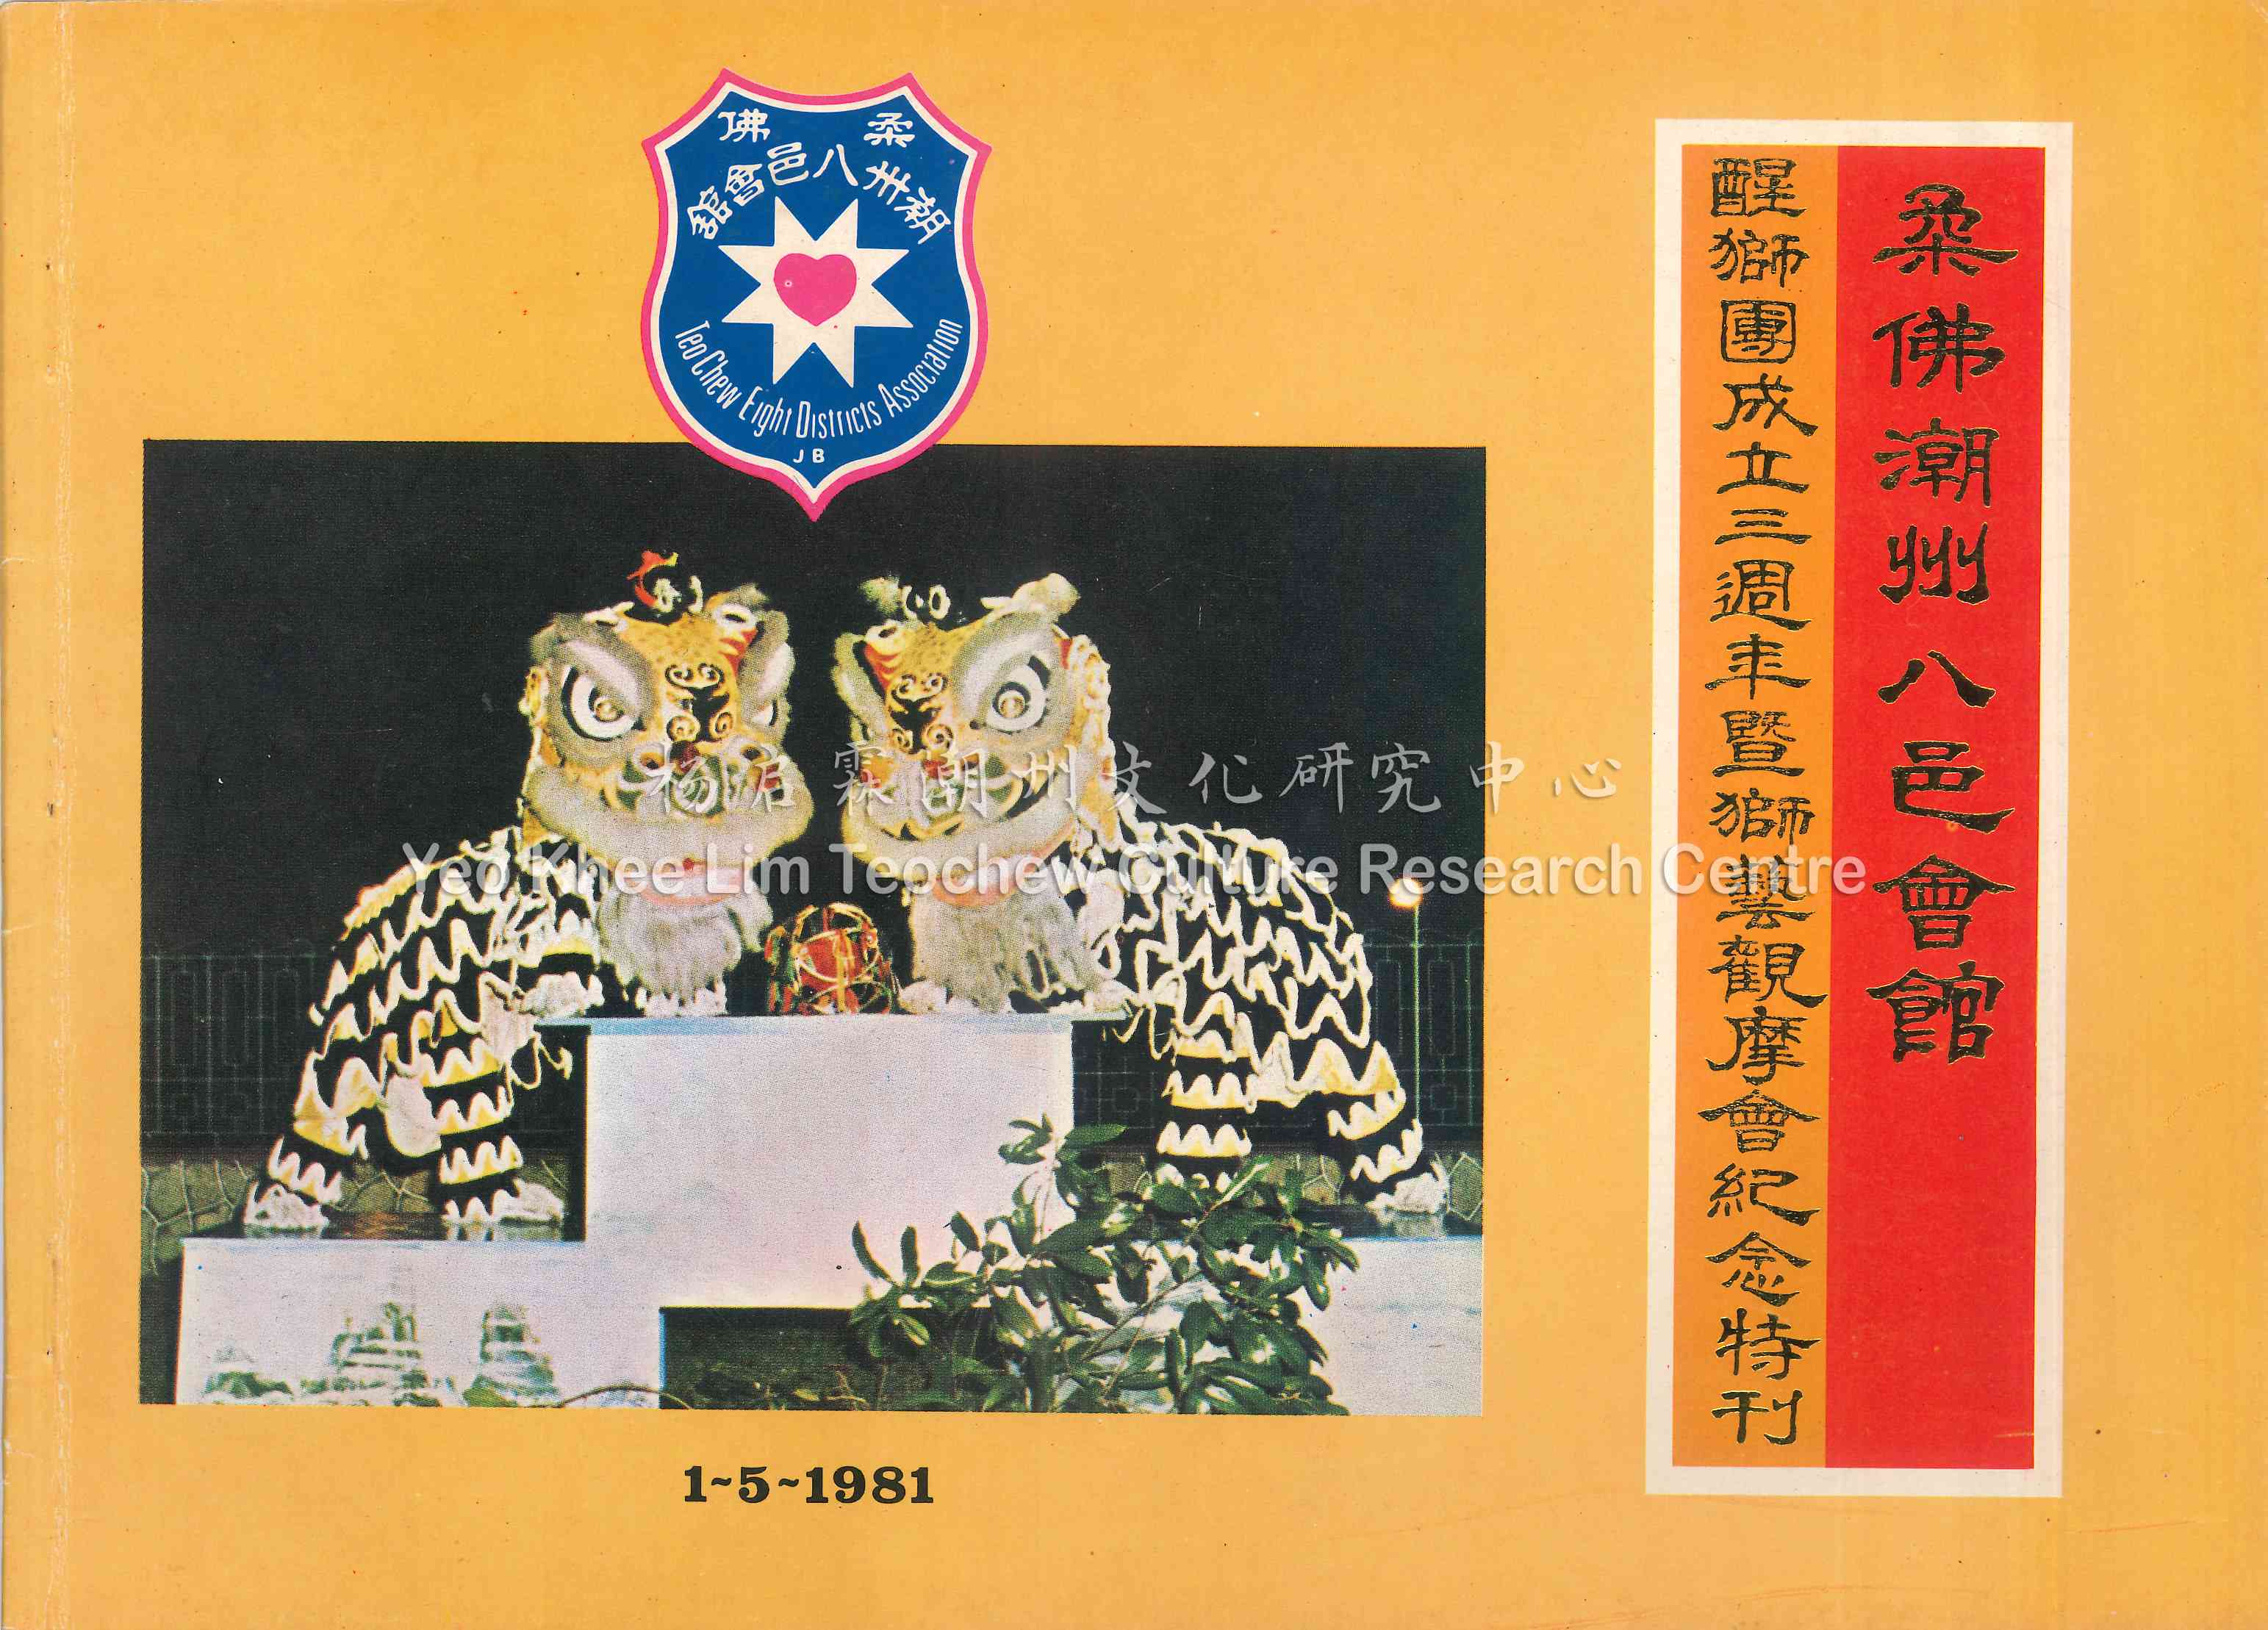 柔佛
潮州八邑會館
Teo Chew Eight Districts Association
JB
柔佛潮州八邑會館
醒獅團成立三週年暨獅藝觀摩會紀念特刊
杨启霖潮州文化研究中心
Yeo Khee Lim Teochew Culture Research Centre
1~5~1981